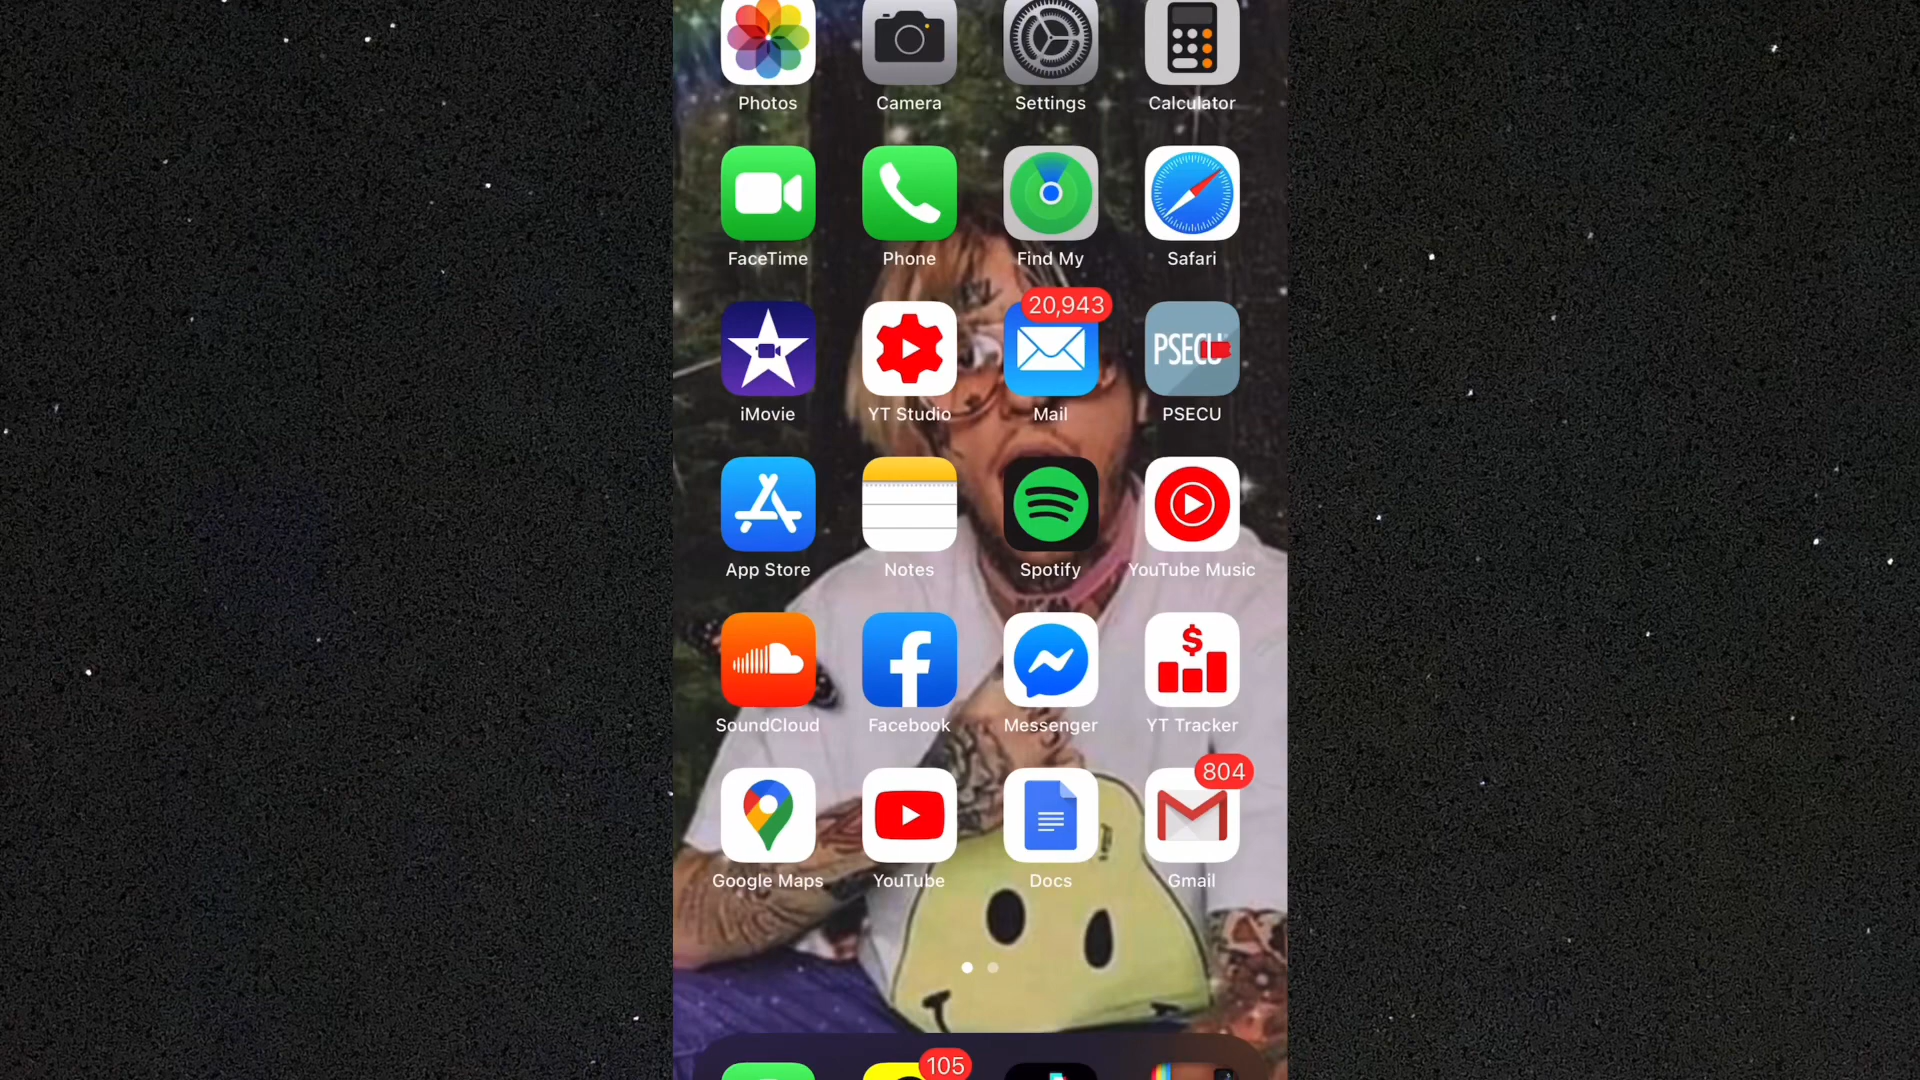 Photos Camera Settings Calculator
FaceTime Phone Find My Safari
20,943
PSECU
iMovie YT Studio Mail PSECU
App Store Notes Spotify YouTube Music
$
SoundCloud Facebook Messenger YT Tracker
804
Google Maps YouTube Docs Gmail
105